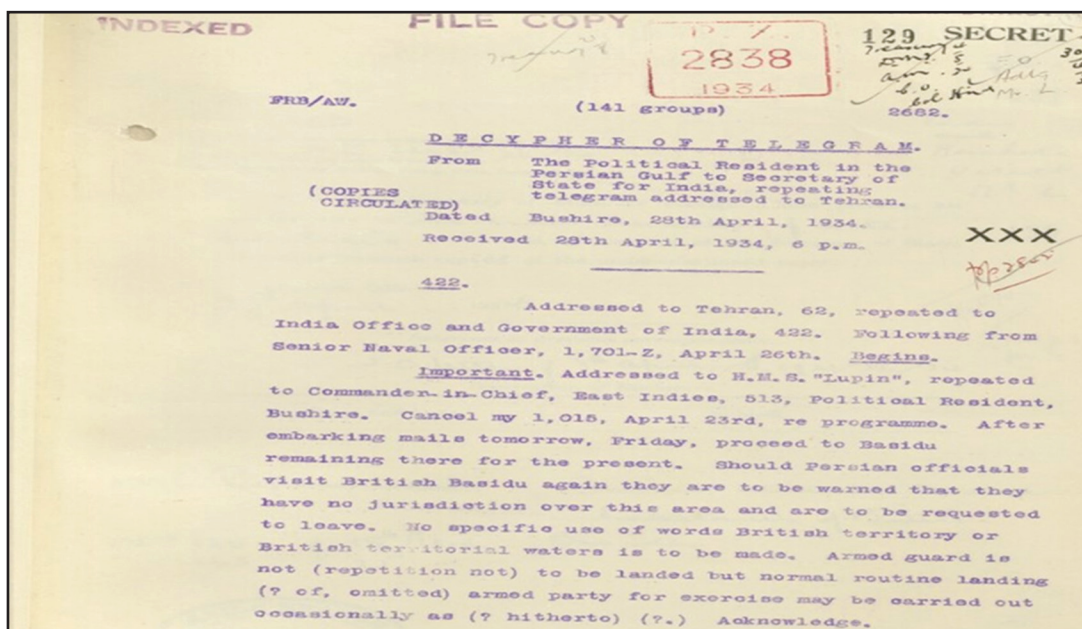 INDEXED
FILE COPY
P. Z.
129 SECRET
2838
1934
FRB/AW.
(141 groups)
2682.
DECYPHER OF TELEGRAM.
From The Political Resident in the
Persian Gulf to Secretary of
State for India, repeating
telegram addressed to Tehran.
(COPIES
CIRCULATED)
Dated Bushire, 28th April, 1934.
Received 28th April, 1934, 6 p.m.
XXX
422.
Addressed to Tehran, 62, repeated to
India Office and Government of India, 422. Following from
Senior Naval Officer, 1,701-Z, April 26th. Begins.
Important. Addressed to H.M.S. "Lupin", repeated
to Commander-in-Chief, East Indies, 513, Political Resident,
Bushire. Cancel my 1,015, April 23rd, re programme. After
embarking mails tomorrow, Friday, proceed to Basidu
remaining there for the present. Should Persian officials
visit British Basidu again they are to be warned that they
have no jurisdiction over this area and are to be requested
to leave. No specific use of words British territory or
British territorial waters is to be made. Armed guard is
not (repetition not) to be landed but normal routine landing
(? of, omitted) armed party for exercise may be carried out
occasionally as (? hitherto) (?.) Acknowledge.